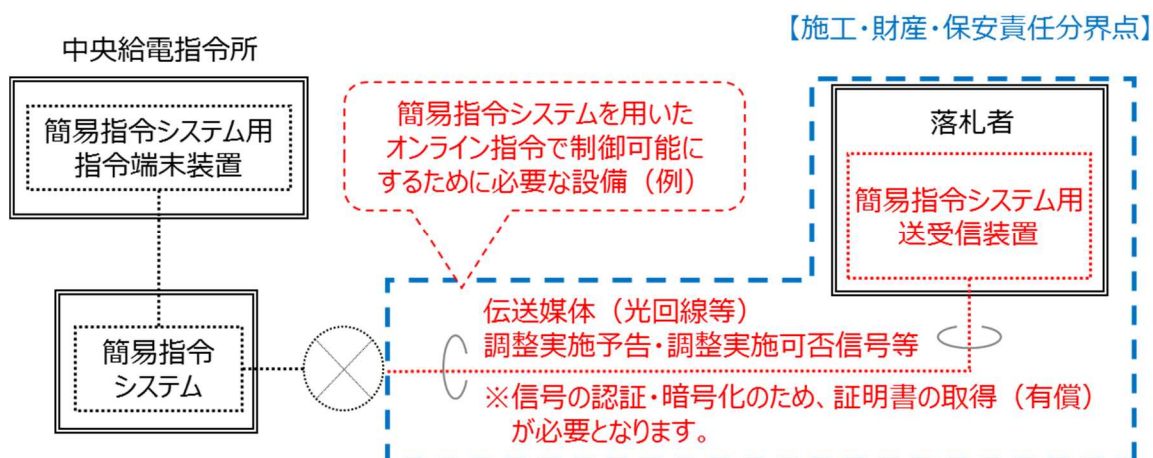 【施工・財産・保安責任分界点】
中央給電指令所
簡易指令システム用
指令端末装置
簡易指令システムを用いた
オンライン指令で制御可能に
するために必要な設備（例）
落札者
簡易指令システム用
送受信装置
簡易指令
システム
伝送媒体（光回線等）
調整実施予告・調整実施可否信号等
※信号の認証・暗号化のため、証明書の取得（有償）
が必要となります。